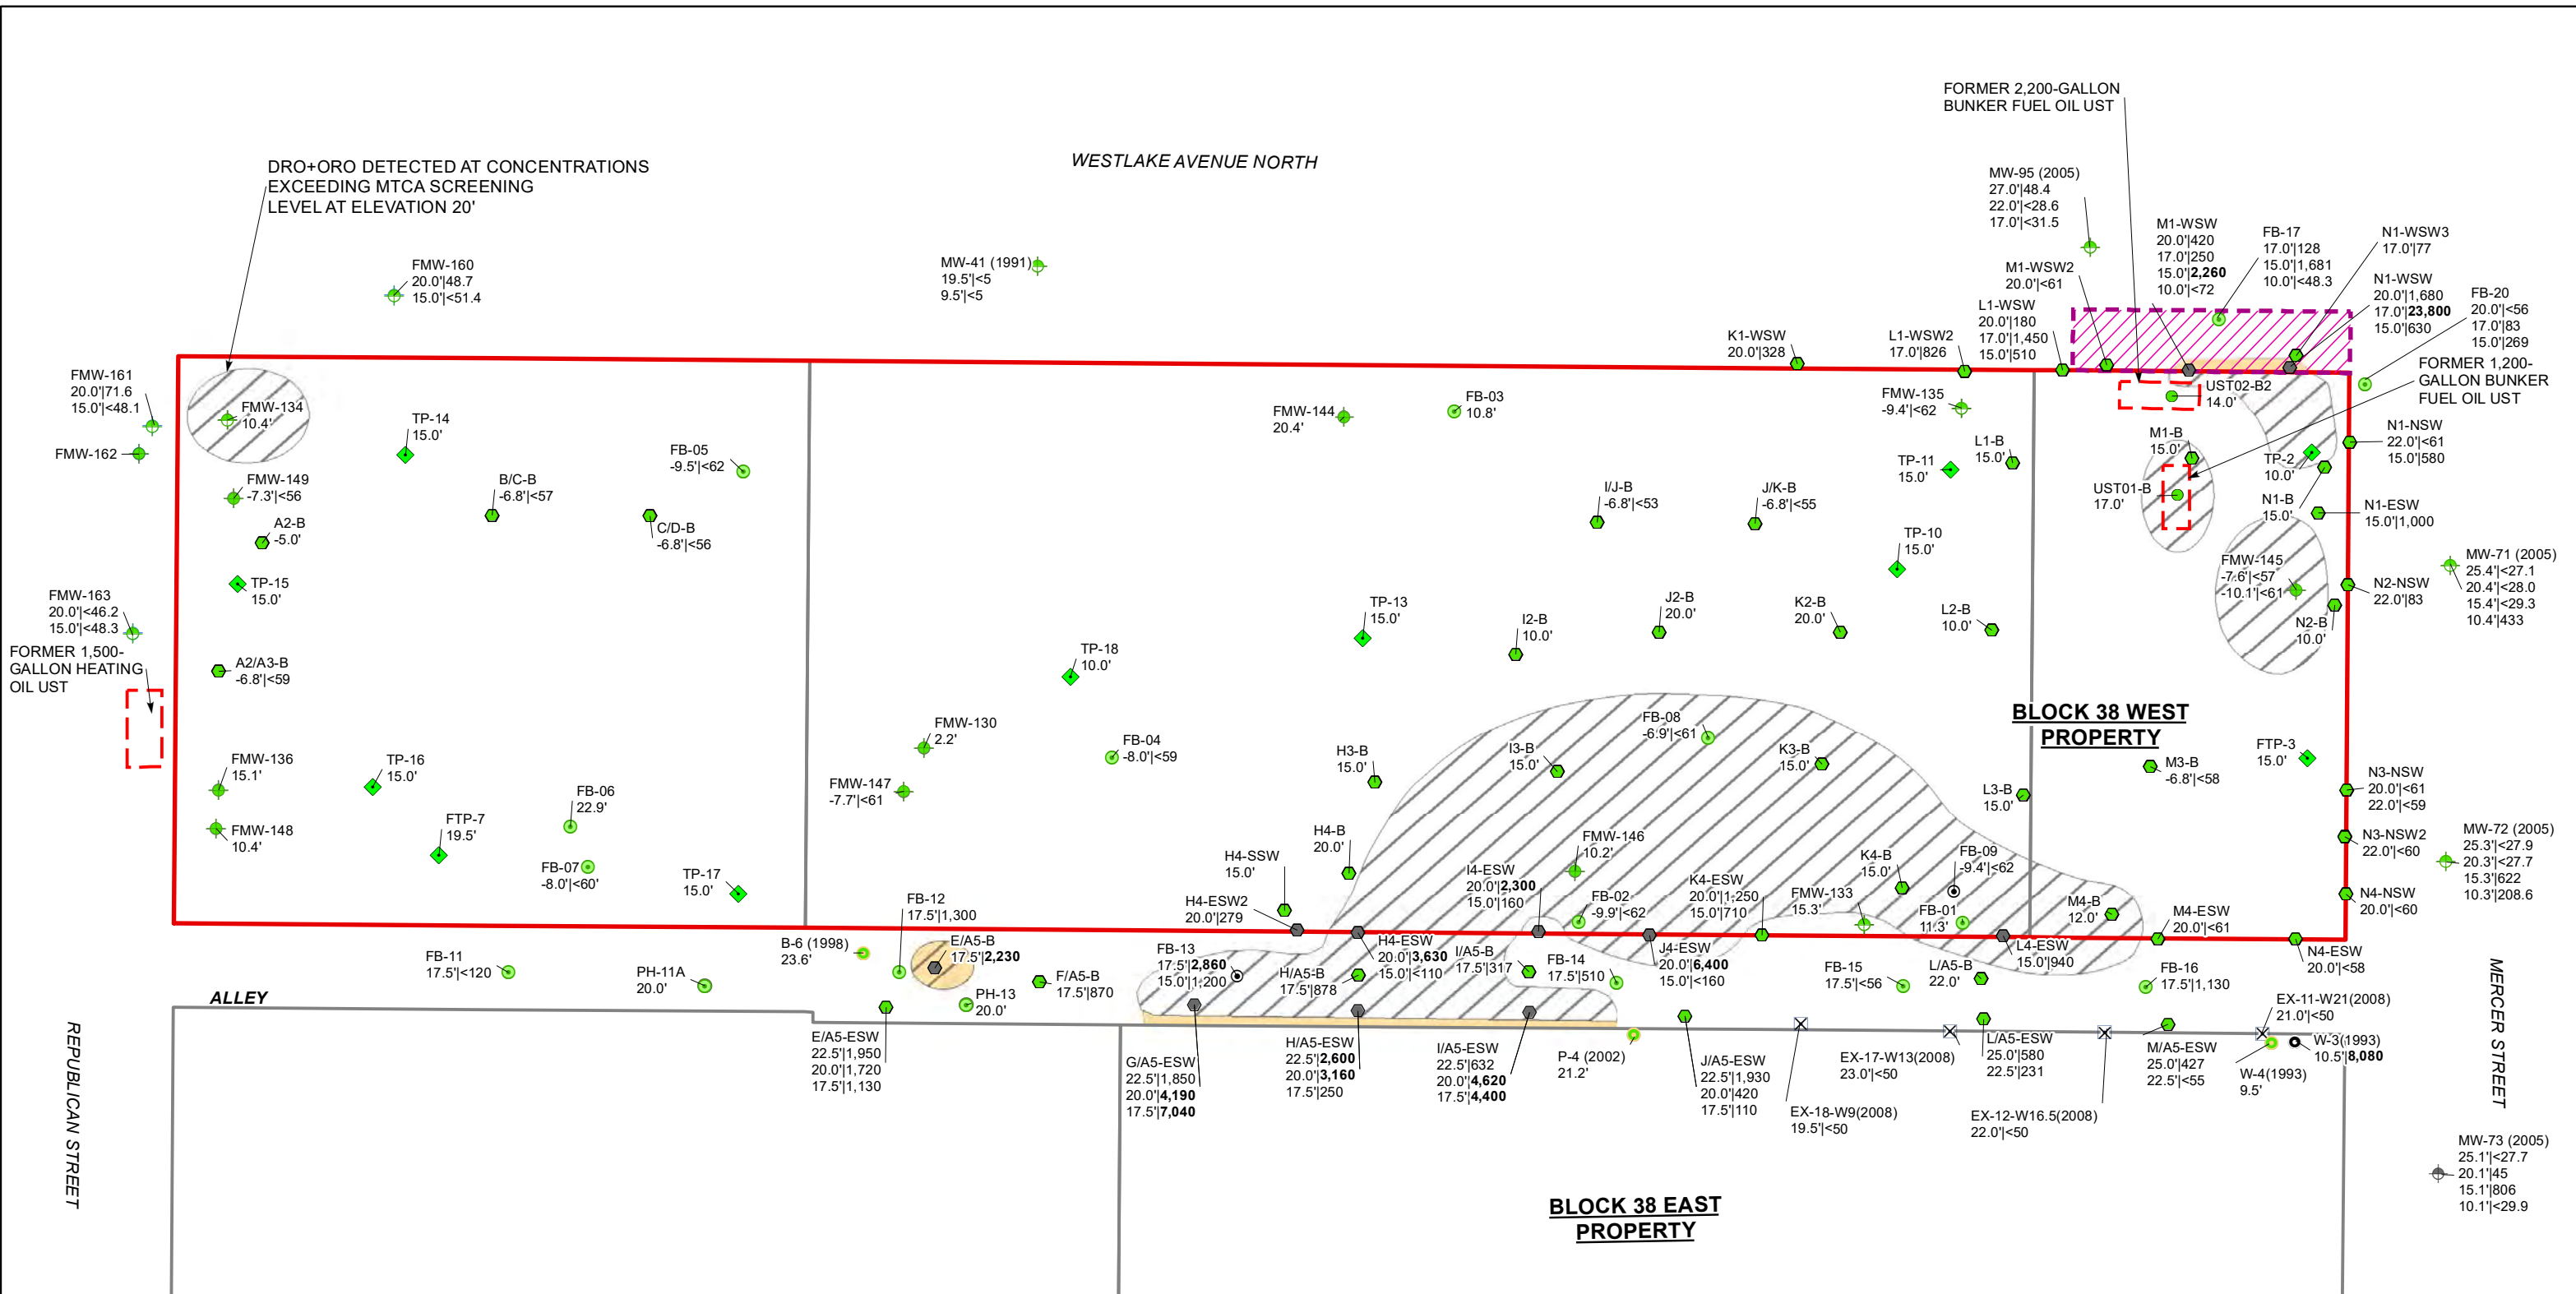 FORMER 2,200-GALLON
BUNKER FUEL OIL UST
DRO+ORO DETECTED AT CONCENTRATIONS
EXCEEDING MTCA SCREENING
LEVEL AT ELEVATION 20'
WESTLAKE AVENUE NORTH
MW-95 (2005)
27.0'|48.4
22.0'|<28.6
17.0'|<31.5
M1-WSW
20.0'|420
17.0'|250
15.0'|2,260
10.0'|<72
FB-17
17.0'|128
15.0'|1,681
10.0'|<48.3
N1-WSW3
17.0'|77
N1-WSW
20.0'|1,680
17.0'|23,800
15.0'|630
FB-20
20.0'|<56
17.0'|83
15.0'|269
FORMER 1,200-
GALLON BUNKER
FUEL OIL UST
FMW-160
20.0'|48.7
15.0'|<51.4
MW-41 (1991)
19.5'|<5
9.5'|<5
M1-WSW2
20.0'|<61
L1-WSW
20.0'|180
17.0'|1,450
15.0'|510
K1-WSW
20.0'|328
L1-WSW2
17.0'|826
FMW-161
20.0'|71.6
15.0'|<48.1
FMW-162
FMW-134
10.4'
TP-14
15.0'
FB-05
-9.5'|<62
FMW-144
20.4'
FB-03
10.8'
FMW-135
-9.4'|<62
UST02-B2
14.0'
L1-B
15.0'
TP-11
15.0'
M1-B
15.0'
TP-2
10.0'
N1-NSW
22.0'|<61
15.0'|580
FMW-149
-7.3'|<56
B/C-B
-6.8'|<57
C/D-B
-6.8'|<56
I/J-B
-6.8'|<53
J/K-B
-6.8'|<55
UST01-B
17.0'
N1-B
15.0'
N1-ESW
15.0'|1,000
A2-B
-5.0'
TP-10
15.0'
FMW-145
-7.6'|<57
-10.1'|<61
MW-71 (2005)
25.4'|<27.1
20.4'|<28.0
15.4'|<29.3
10.4'|433
TP-15
15.0'
N2-NSW
22.0'|83
FMW-163
20.0'|<46.2
15.0'|<48.3
TP-13
15.0'
I2-B
10.0'
J2-B
20.0'
K2-B
20.0'
L2-B
10.0'
N2-B
10.0'
FORMER 1,500-
GALLON HEATING
OIL UST
A2/A3-B
-6.8'|<59
TP-18
10.0'
BLOCK 38 WEST
PROPERTY
FMW-130
2.2'
FB-04
-8.0'|<59
H3-B
15.0'
I3-B
15.0'
FB-08
-6.9'|<61
K3-B
15.0'
FTP-3
15.0'
M3-B
-6.8'|<58
L3-B
15.0'
FMW-136
15.1'
TP-16
15.0'
FMW-147
-7.7'|<61
N3-NSW
20.0'|<61
22.0'|<59
FMW-148
10.4'
FTP-7
19.5'
FB-06
22.9'
FB-07
-8.0'|<60'
TP-17
15.0'
H4-B
20.0'
H4-SSW
15.0'
FMW-146
10.2'
N3-NSW2
22.0'|<60
MW-72 (2005)
25.3'|<27.9
20.3'|<27.7
15.3'|622
10.3'|208.6
I4-ESW
20.0'|2,300
15.0'|160
K4-ESW
20.0'|1,250
15.0'|710
K4-B
15.0'
FB-09
-9.4'|<62
FMW-133
15.3'
FB-02
-9.9'|<62
FB-01
11.3'
M4-B
12.0'
N4-NSW
20.0'|<60
FB-12
17.5'|1,300
H4-ESW2
20.0'|279
M4-ESW
20.0'|<61
B-6 (1998)
23.6'
E/A5-B
17.5'|2,230
FB-13
17.5'|2,860
15.0'|1,200
H4-ESW
20.0'|3,630
15.0'|<110
I/A5-B
17.5'|317
J4-ESW
20.0'|6,400
15.0'|<160
L4-ESW
15.0'|940
N4-ESW
20.0'|<58
FB-11
17.5'|<120
PH-11A
20.0'
F/A5-B
17.5'|870
H/A5-B
17.5'|878
FB-14
17.5'|510
FB-15
17.5'|<56
L/A5-B
22.0'
FB-16
17.5'|1,130
ALLEY
PH-13
20.0'
EX-11-W21(2008)
21.0'|<50
W-3(1993)
10.5'|8,080
E/A5-ESW
22.5'|1,950
20.0'|1,720
17.5'|1,130
G/A5-ESW
22.5'|1,850
20.0'|4,190
17.5'|7,040
H/A5-ESW
22.5'|2,600
20.0'|3,160
17.5'|250
I/A5-ESW
22.5'|632
20.0'|4,620
17.5'|4,400
P-4 (2002)
21.2'
J/A5-ESW
22.5'|1,930
20.0'|420
17.5'|110
EX-17-W13(2008)
23.0'|<50
L/A5-ESW
25.0'|580
22.5'|231
M/A5-ESW
25.0'|427
22.5'|<55
W-4(1993)
9.5'
EX-18-W9(2008)
19.5'|<50
EX-12-W16.5(2008)
22.0'|<50
REPUBLICAN STREET
MERCER STREET
MW-73 (2005)
25.1'|<27.7
20.1'|45
15.1'|806
10.1'|<29.9
BLOCK 38 EAST
PROPERTY